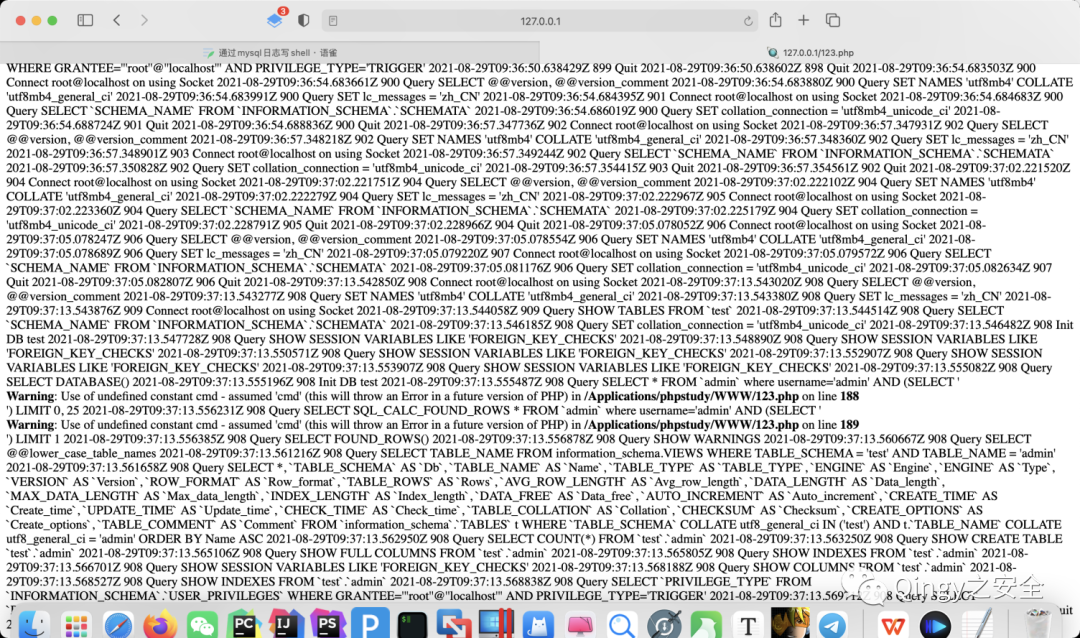 3
127.0.0.1
通过mysql日志写shell · 语雀
127.0.0.1/123.php
WHERE GRANTEE="'root'@'localhost'" AND PRIVILEGE_TYPE='TRIGGER' 2021-08-29T09:36:50.638429Z 899 Quit 2021-08-29T09:36:50.638602Z 898 Quit 2021-08-29T09:36:54.683503Z 900
Connect root@localhost on using Socket 2021-08-29T09:36:54.683661Z 900 Query SELECT @@version, @@version_comment 2021-08-29T09:36:54.683880Z 900 Query SET NAMES 'utf8mb4' COLLATE
'utf8mb4_general_ci' 2021-08-29T09:36:54.683991Z 900 Query SET lc_messages = 'zh_CN' 2021-08-29T09:36:54.684395Z 901 Connect root@localhost on using Socket 2021-08-29T09:36:54.684683Z 900
Query SELECT `SCHEMA_NAME` FROM `INFORMATION_SCHEMA`.`SCHEMATA` 2021-08-29T09:36:54.686019Z 900 Query SET collation_connection = 'utf8mb4_unicode_ci' 2021-08-
29T09:36:54.688724Z 901 Quit 2021-08-29T09:36:54.688836Z 900 Quit 2021-08-29T09:36:57.347736Z 902 Connect root@localhost on using Socket 2021-08-29T09:36:57.347931Z 902 Query SELECT
@@version, @@version_comment 2021-08-29T09:36:57.348218Z 902 Query SET NAMES 'utf8mb4' COLLATE 'utf8mb4_general_ci' 2021-08-29T09:36:57.348360Z 902 Query SET lc_messages = 'zh_CN'
2021-08-29T09:36:57.348901Z 903 Connect root@localhost on using Socket 2021-08-29T09:36:57.349244Z 902 Query SELECT `SCHEMA_NAME` FROM `INFORMATION_SCHEMA`.`SCHEMATA`
2021-08-29T09:36:57.350828Z 902 Query SET collation_connection = 'utf8mb4_unicode_ci' 2021-08-29T09:36:57.354415Z 903 Quit 2021-08-29T09:36:57.354561Z 902 Quit 2021-08-29T09:37:02.221520Z
904 Connect root@localhost on using Socket 2021-08-29T09:37:02.221751Z 904 Query SELECT @@version, @@version_comment 2021-08-29T09:37:02.222102Z 904 Query SET NAMES 'utf8mb4'
COLLATE 'utf8mb4_general_ci' 2021-08-29T09:37:02.222279Z 904 Query SET lc_messages = 'zh_CN' 2021-08-29T09:37:02.222967Z 905 Connect root@localhost on using Socket 2021-08-
29T09:37:02.223360Z 904 Query SELECT `SCHEMA_NAME` FROM `INFORMATION_SCHEMA`.`SCHEMATA` 2021-08-29T09:37:02.225179Z 904 Query SET collation_connection =
'utf8mb4_unicode_ci' 2021-08-29T09:37:02.228791Z 905 Quit 2021-08-29T09:37:02.228966Z 904 Quit 2021-08-29T09:37:05.078052Z 906 Connect root@localhost on using Socket 2021-08-
29T09:37:05.078247Z 906 Query SELECT @@version, @@version_comment 2021-08-29T09:37:05.078554Z 906 Query SET NAMES 'utf8mb4' COLLATE 'utf8mb4_general_ci' 2021-08-
29T09:37:05.078689Z 906 Query SET lc_messages = 'zh_CN' 2021-08-29T09:37:05.079220Z 907 Connect root@localhost on using Socket 2021-08-29T09:37:05.079572Z 906 Query SELECT
`SCHEMA_NAME` FROM `INFORMATION_SCHEMA`.`SCHEMATA` 2021-08-29T09:37:05.081176Z 906 Query SET collation_connection = 'utf8mb4_unicode_ci' 2021-08-29T09:37:05.082634Z 907
Quit 2021-08-29T09:37:05.082807Z 906 Quit 2021-08-29T09:37:13.542850Z 908 Connect root@localhost on using Socket 2021-08-29T09:37:13.543020Z 908 Query SELECT @@version,
@@version_comment 2021-08-29T09:37:13.543277Z 908 Query SET NAMES 'utf8mb4' COLLATE 'utf8mb4_general_ci' 2021-08-29T09:37:13.543380Z 908 Query SET lc_messages = 'zh_CN' 2021-08-
29T09:37:13.543876Z 909 Connect root@localhost on using Socket 2021-08-29T09:37:13.544058Z 909 Query SHOW TABLES FROM `test` 2021-08-29T09:37:13.544514Z 908 Query SELECT
`SCHEMA_NAME` FROM `INFORMATION_SCHEMA`.`SCHEMATA` 2021-08-29T09:37:13.546185Z 908 Query SET collation_connection = 'utf8mb4_unicode_ci' 2021-08-29T09:37:13.546482Z 908 Init
DB test 2021-08-29T09:37:13.547728Z 908 Query SHOW SESSION VARIABLES LIKE 'FOREIGN_KEY_CHECKS' 2021-08-29T09:37:13.548890Z 908 Query SHOW SESSION VARIABLES LIKE
'FOREIGN_KEY_CHECKS' 2021-08-29T09:37:13.550571Z 908 Query SHOW SESSION VARIABLES LIKE 'FOREIGN_KEY_CHECKS' 2021-08-29T09:37:13.552907Z 908 Query SHOW SESSION
VARIABLES LIKE 'FOREIGN_KEY_CHECKS' 2021-08-29T09:37:13.553907Z 908 Query SHOW SESSION VARIABLES LIKE 'FOREIGN_KEY_CHECKS' 2021-08-29T09:37:13.555082Z 908 Query
SELECT DATABASE() 2021-08-29T09:37:13.555196Z 908 Init DB test 2021-08-29T09:37:13.555487Z 908 Query SELECT * FROM `admin` where username='admin' AND (SELECT '
Warning: Use of undefined constant cmd - assumed 'cmd' (this will throw an Error in a future version of PHP) in /Applications/phpstudy/WWW/123.php on line 188
') LIMIT 0, 25 2021-08-29T09:37:13.556231Z 908 Query SELECT SQL_CALC_FOUND_ROWS * FROM `admin` where username='admin' AND (SELECT '
Warning: Use of undefined constant cmd - assumed 'cmd' (this will throw an Error in a future version of PHP) in /Applications/phpstudy/WWW/123.php on line 189
') LIMIT 1 2021-08-29T09:37:13.556385Z 908 Query SELECT FOUND_ROWS() 2021-08-29T09:37:13.556878Z 908 Query SHOW WARNINGS 2021-08-29T09:37:13.560667Z 908 Query SELECT
@@lower_case_table_names 2021-08-29T09:37:13.561216Z 908 Query SELECT TABLE_NAME FROM information_schema.VIEWS WHERE TABLE_SCHEMA = 'test' AND TABLE_NAME = 'admin'
2021-08-29T09:37:13.561658Z 908 Query SELECT *, `TABLE_SCHEMA` AS `Db`, `TABLE_NAME` AS `Name`, `TABLE_TYPE` AS `TABLE_TYPE`, `ENGINE` AS `Engine`, `ENGINE` AS `Type`,
`VERSION` AS `Version`, `ROW_FORMAT` AS `Row_format`, `TABLE_ROWS` AS `Rows`, `AVG_ROW_LENGTH` AS `Avg_row_length`, `DATA_LENGTH` AS `Data_length`,
`MAX_DATA_LENGTH` AS `Max_data_length`, `INDEX_LENGTH` AS `Index_length`, `DATA_FREE` AS `Data_free`, `AUTO_INCREMENT` AS `Auto_increment`, `CREATE_TIME` AS
`Create_time`, `UPDATE_TIME` AS `Update_time`, `CHECK_TIME` AS `Check_time`, `TABLE_COLLATION` AS `Collation`, `CHECKSUM` AS `Checksum`, `CREATE_OPTIONS` AS
`Create_options`, `TABLE_COMMENT` AS `Comment` FROM `information_schema`.`TABLES` t WHERE `TABLE_SCHEMA` COLLATE utf8_general_ci IN ('test') AND t.`TABLE_NAME` COLLATE
utf8_general_ci = 'admin' ORDER BY Name ASC 2021-08-29T09:37:13.562950Z 908 Query SELECT COUNT(*) FROM `test`.`admin` 2021-08-29T09:37:13.563250Z 908 Query SHOW CREATE TABLE
`test`.`admin` 2021-08-29T09:37:13.565106Z 908 Query SHOW FULL COLUMNS FROM `test`.`admin` 2021-08-29T09:37:13.565805Z 908 Query SHOW INDEXES FROM `test`.`admin` 2021-08-
29T09:37:13.566701Z 908 Query SHOW SESSION VARIABLES LIKE 'FOREIGN_KEY_CHECKS' 2021-08-29T09:37:13.568188Z 908 Query SHOW COLUMNS FROM `test`.`admin` 2021-08-
29T09:37:13.568527Z 908 Query SHOW INDEXES FROM `test`.`admin` 2021-08-29T09:37:13.568838Z 908 Query SELECT `PRIVILEGE_TYPE` FROM
`INFORMATION_SCHEMA`.`USER_PRIVILEGES` WHERE GRANTEE="'root'@'localhost'" AND PRIVILEGE_TYPE='TRIGGER' 2021-08-29T09:37:13.569
Qingy之安全
uit
PC IJ PS P T W